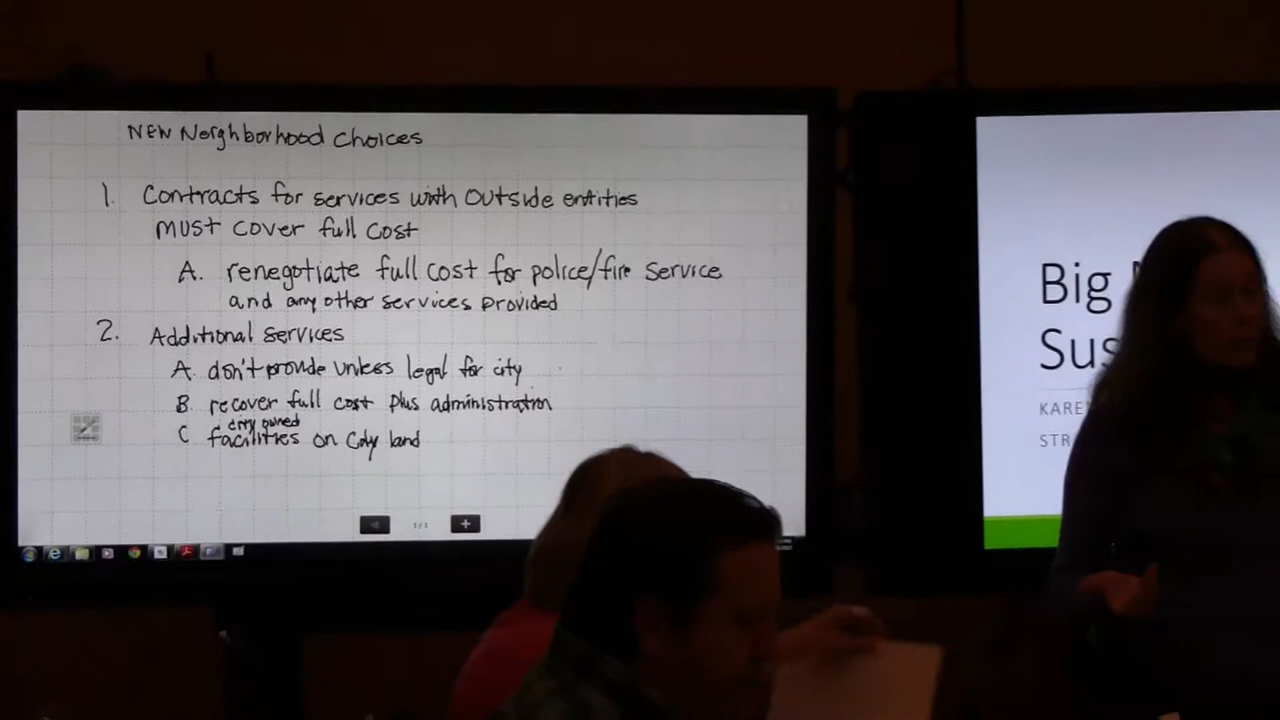 New Neighborhood Choices
1. Contracts for services with outside entities
must cover full cost
A. renegotiate full cost for police/fire service
and any other services provided
2. Additional services
A. don't provide unless legal for city
B. recover full cost plus administration
city owned
C facilities on City land
1/1
Big
Sus
KARE
STR